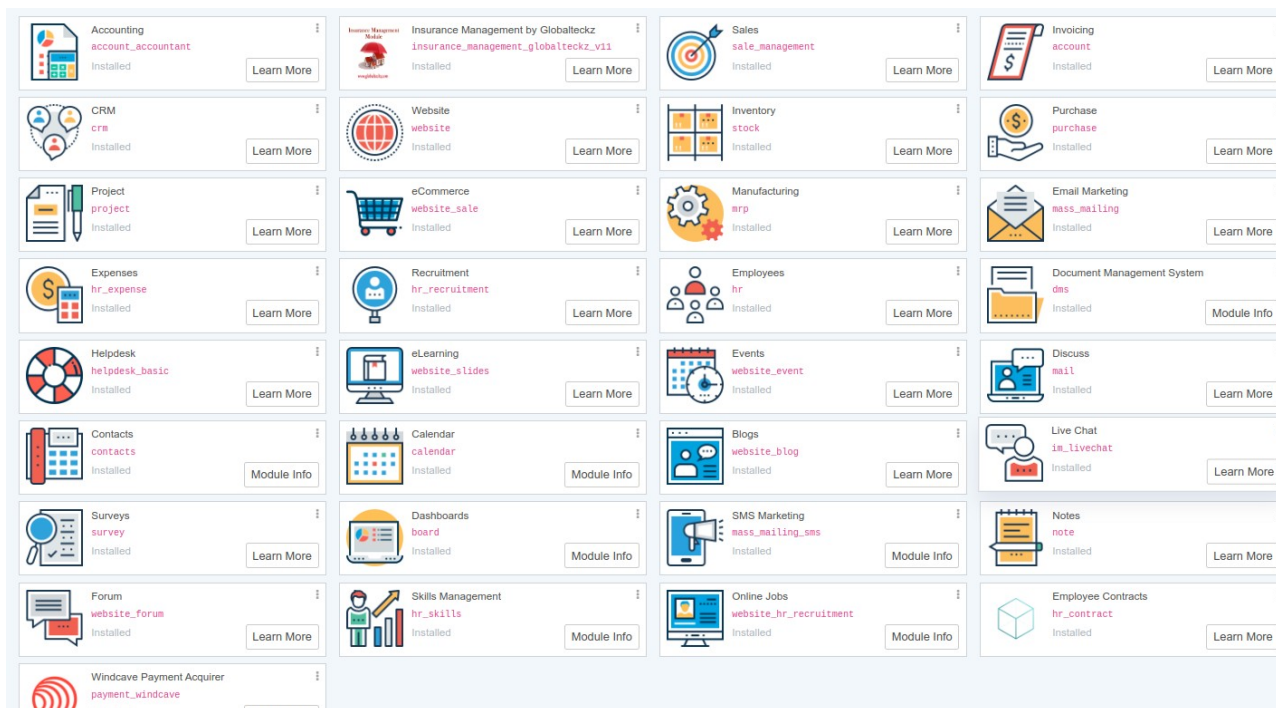 Accounting
account_accountant
Installed
Learn More
Insurance Management
Module
Insurance Management by Globalteckz
insurance_management_globalteckz_v11
Installed
Learn More
Sales
sale_management
Installed
Learn More
Invoicing
account
Installed
Learn More
CRM
crm
Installed
Learn More
Website
website
Installed
Learn More
Inventory
stock
Installed
Learn More
Purchase
purchase
Installed
Learn More
Project
project
Installed
Learn More
eCommerce
website_sale
Installed
Learn More
Manufacturing
mrp
Installed
Learn More
Email Marketing
mass_mailing
Installed
Learn More
Expenses
hr_expense
Installed
Learn More
Recruitment
hr_recruitment
Installed
Learn More
Employees
hr
Installed
Learn More
Document Management System
dms
Installed
Module Info
Helpdesk
helpdesk_basic
Installed
Learn More
eLearning
website_slides
Installed
Learn More
Events
website_event
Installed
Learn More
Discuss
mail
Installed
Learn More
Contacts
contacts
Installed
Module Info
Calendar
calendar
Installed
Module Info
Blogs
website_blog
Installed
Learn More
Live Chat
im_livechat
Installed
Learn More
Surveys
survey
Installed
Learn More
Dashboards
board
Installed
Module Info
SMS Marketing
mass_mailing_sms
Installed
Module Info
Notes
note
Installed
Learn More
Forum
website_forum
Installed
Learn More
Skills Management
hr_skills
Installed
Module Info
Online Jobs
website_hr_recruitment
Installed
Module Info
Employee Contracts
hr_contract
Installed
Learn More
Windcave Payment Acquirer
payment_windcave